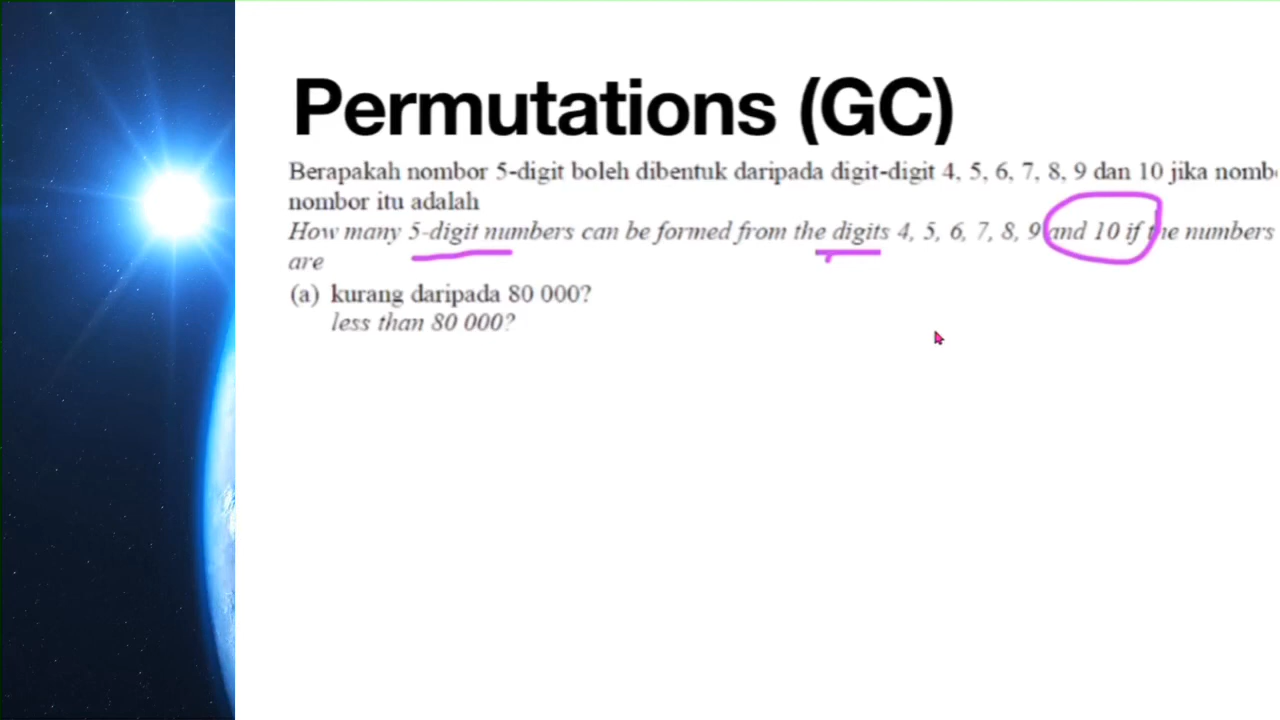 Permutations (GC)
Berapakah nombor 5-digit boleh dibentuk daripada digit-digit 4, 5, 6, 7, 8, 9 dan 10 jika
nombor itu adalah
How many 5-digit numbers can be formed from the digits 4, 5, 6, 7, 8, 9 and 10 if the numbers
are
(a) kurang daripada 80 000?
less than 80 000?